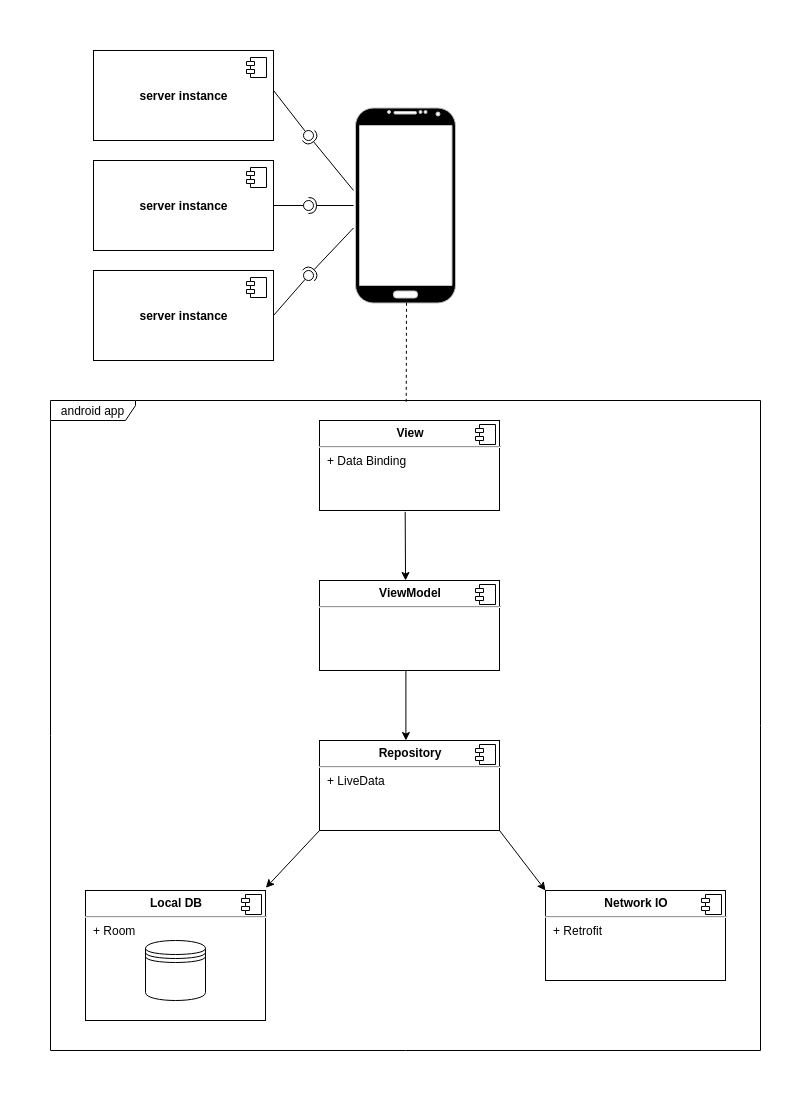 server instance
server instance
server instance
android app
View
+ Data Binding
ViewModel
Repository
+ LiveData
Local DB
+ Room
Network IO
+ Retrofit